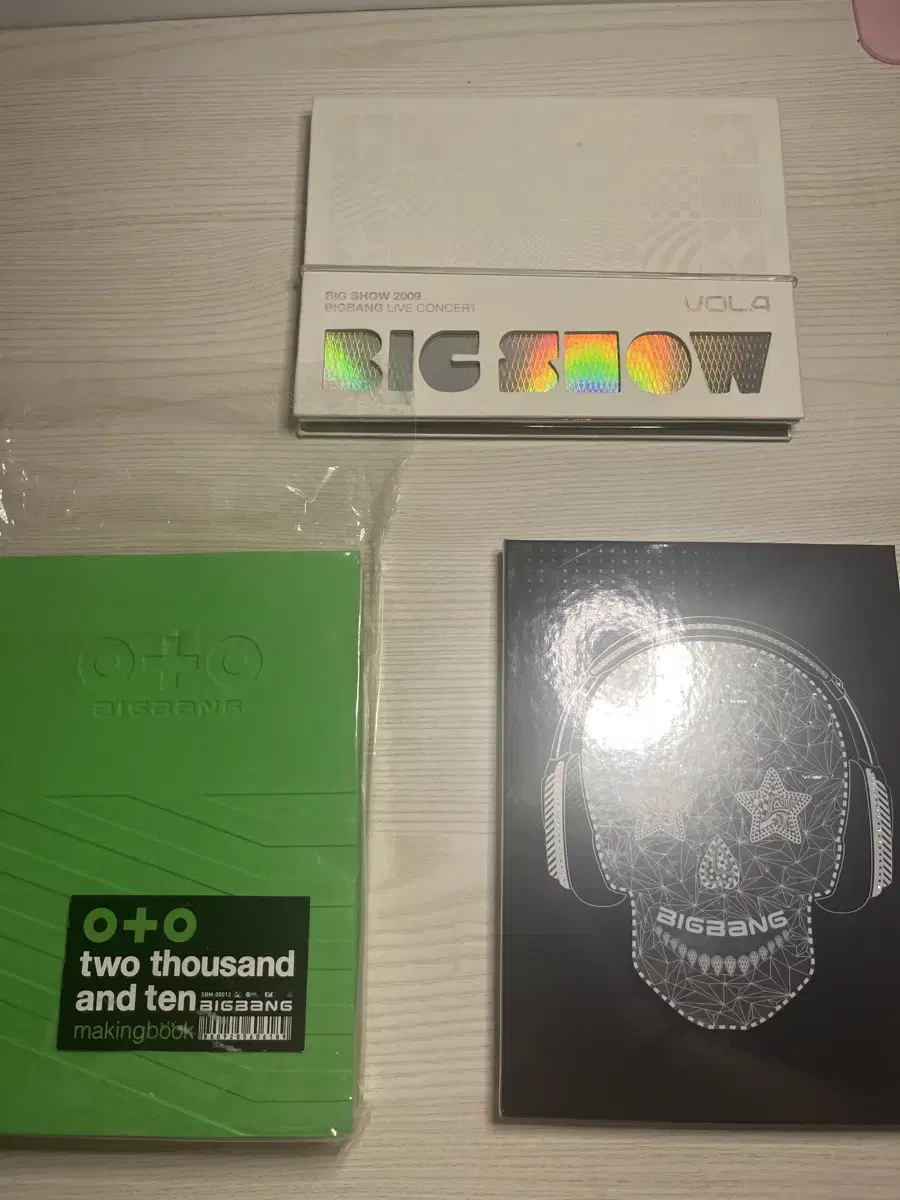 BIG SHOW 2009
BIGBANG LIVE CONCERT
VOL.4
BIG SHOW
o+o
BIGBANG
o+o
two thousand
and ten
BIGBANG
makingbook
BIGBANG